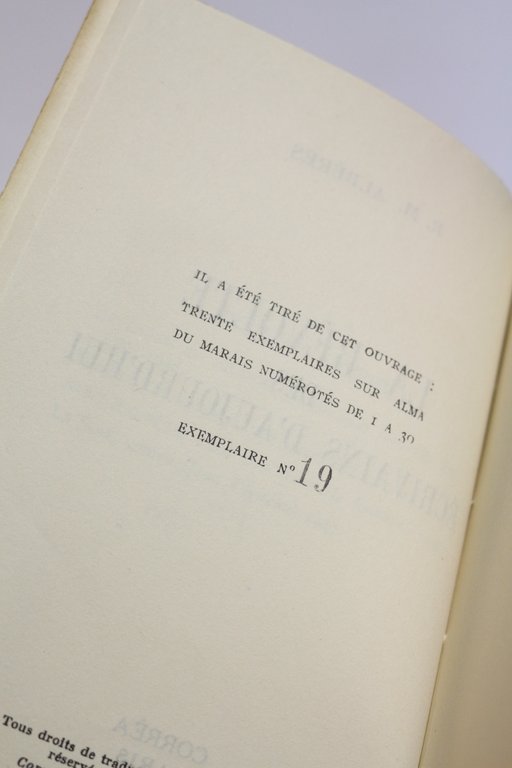 IL A ÉTÉ TIRÉ DE CET OUVRAGE :
TRENTE EXEMPLAIRES SUR ALMA
DU MARAIS NUMÉROTÉS DE 1 A 30
EXEMPLAIRE N° 19
Tous droits de
réservé